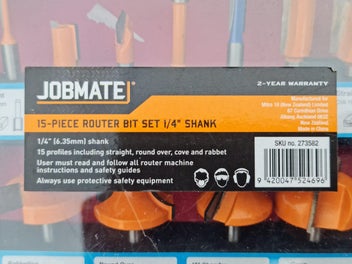 2-YEAR WARRANTY
JOBMATE
Manufactured for
Mitre 10 (New Zealand) Limited
67 Corinthian Drive
Albany, Auckland 0632
New Zealand.
Made in China
15-PIECE ROUTER BIT SET 1/4" SHANK
1/4" (6.35mm) shank
15 profiles including straight, round over, cove and rabbet
User must read and follow all router machine
instructions and safety guides
Always use protective safety equipment
SKU no. 273582
9 420047 524696